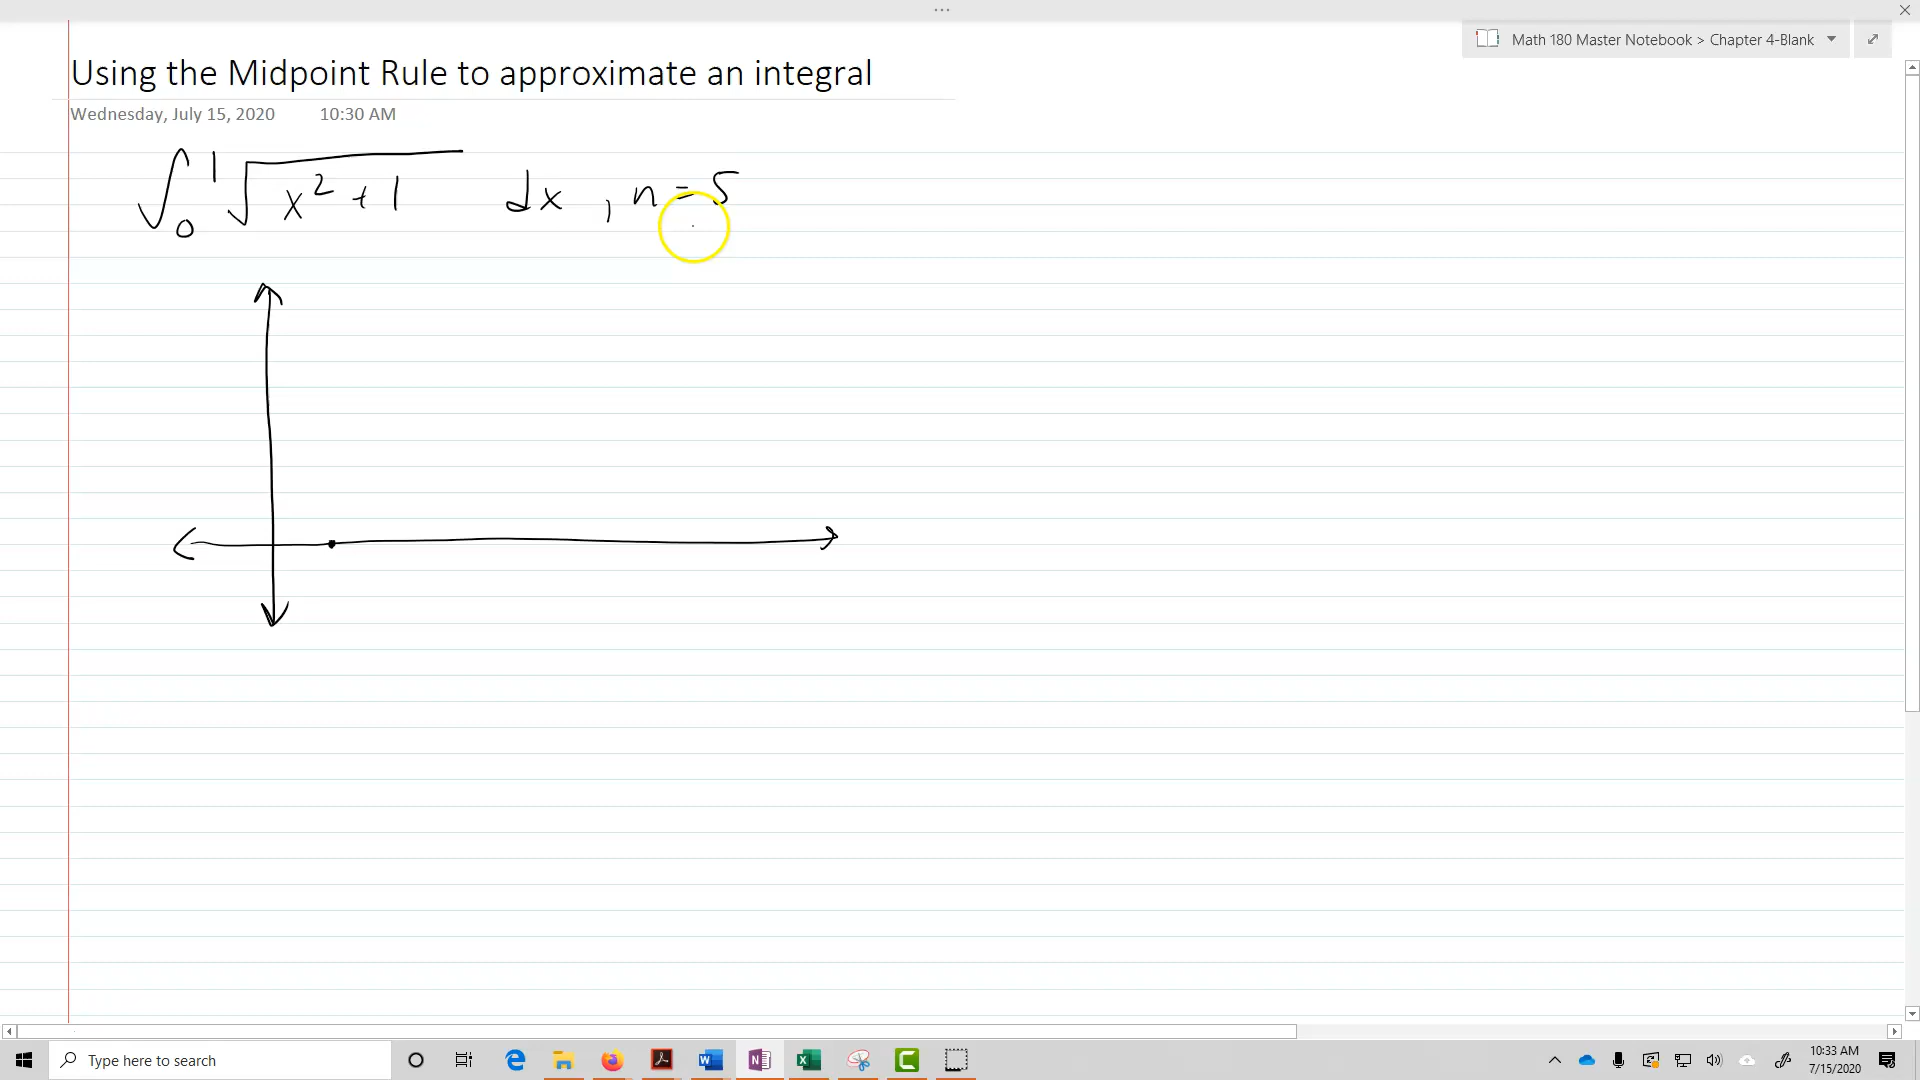 Math 180 Master Notebook > Chapter 4-Blank
Using the Midpoint Rule to approximate an integral
Wednesday, July 15, 2020 10:30 AM
∫₀¹ √(x² + 1) dx , n = 5
Type here to search
10:33 AM
7/15/2020